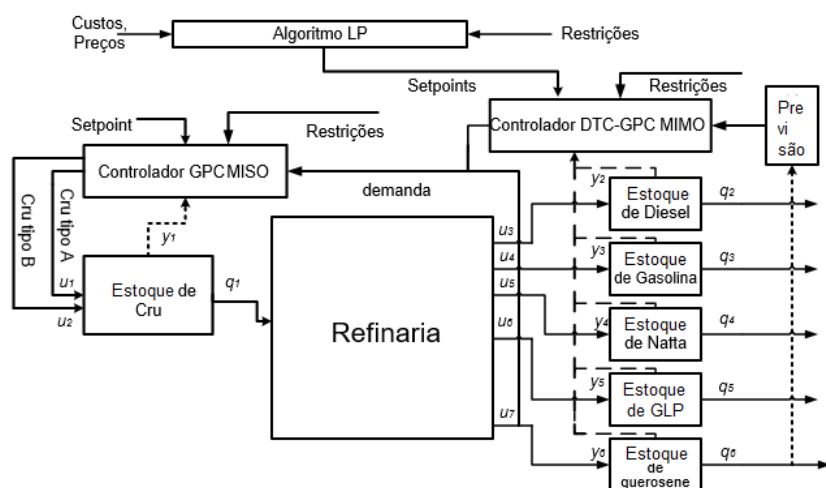 Custos,
Preços
Algoritmo LP
Restrições
Setpoints
Restrições
Pre
vi
são
Controlador DTC-GPC MIMO
Setpoint
Restrições
Controlador GPC MISO
demanda
Cru tipo B
Cru tipo A
y1
u1
u2
Estoque de
Cru
q1
Refinaria
u3
u4
u5
u6
u7
y2
Estoque
de Diesel
q2
y3
Estoque
de Gasolina
q3
y4
Estoque
de Nafta
q4
y5
Estoque
de GLP
q5
y6
Estoque
de
querosene
q6